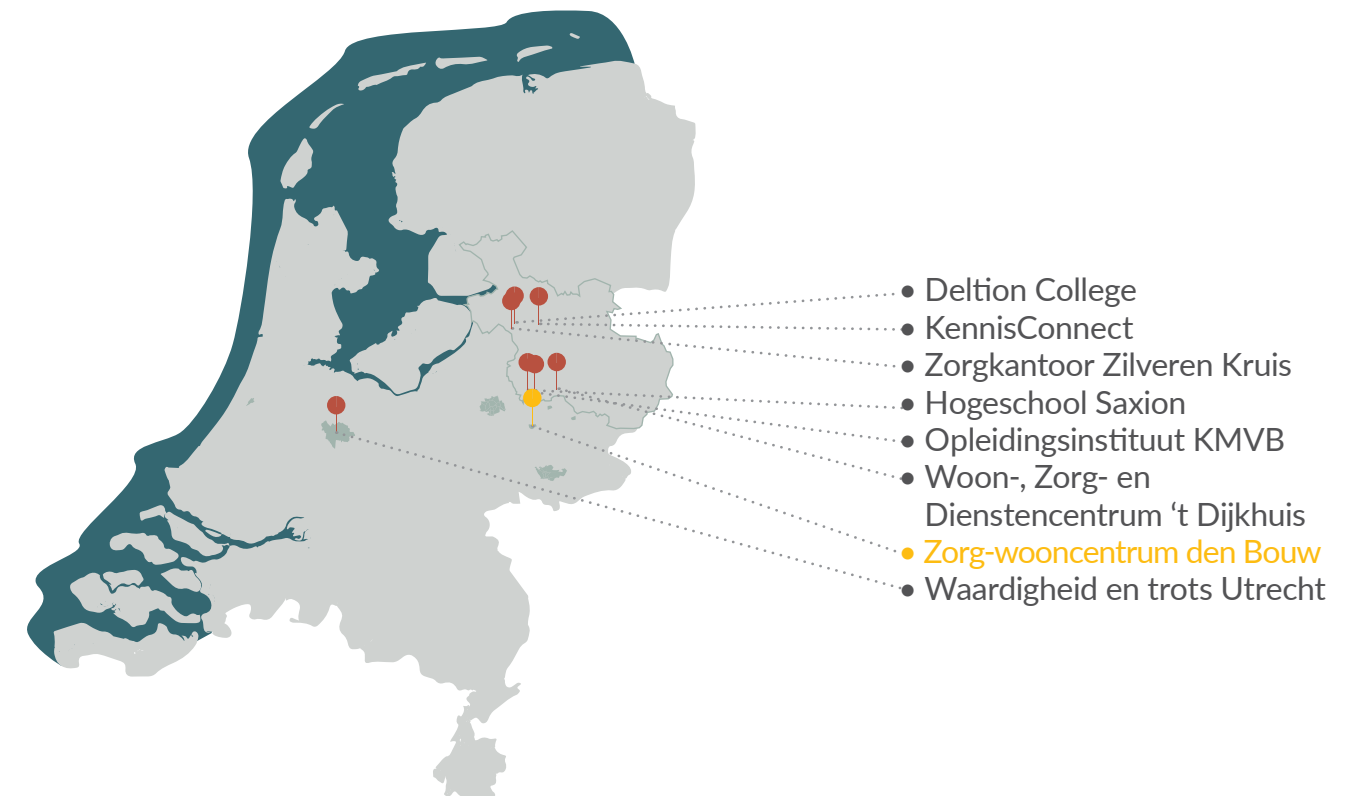 Deltion College
KennisConnect
Zorgkantoor Zilveren Kruis
Hogeschool Saxion
Opleidingsinstituut KMVB
Woon-, Zorg- en
Dienstencentrum ‘t Dijkhuis
Zorg-wooncentrum den Bouw
Waardigheid en trots Utrecht